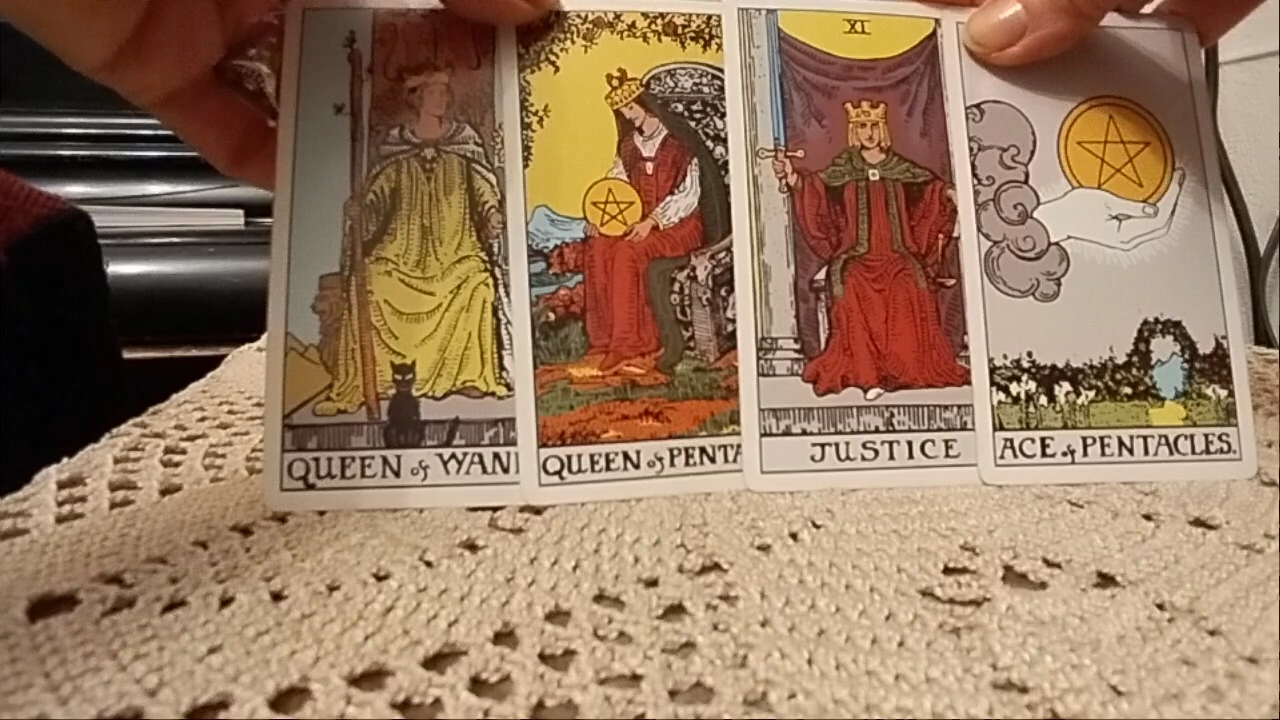 XI
QUEEN of WAN
QUEEN of PENTA
JUSTICE
ACE of PENTACLES.